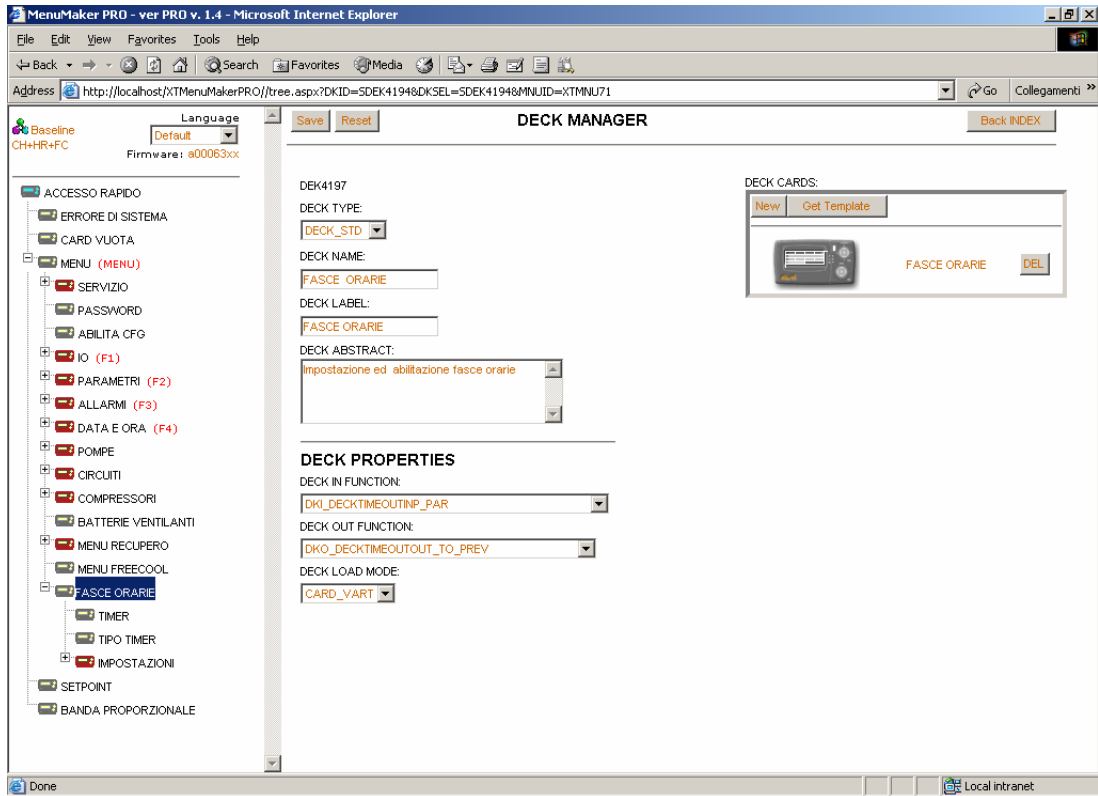 MenuMaker PRO - ver PRO v. 1.4 - Microsoft Internet Explorer
File Edit View Favorites Tools Help
Back Search Favorites Media
Address http://localhost/XTMenuMakerPRO//tree.aspx?DKID=SDEK4194&DKSEL=SDEK4194&MNUID=XTMNU71 Go Collegamenti »
Baseline
CH+HR+FC
Language
Default
Firmware: a00063xx
ACCESSO RAPIDO
ERRORE DI SISTEMA
CARD VUOTA
MENU (MENU)
SERVIZIO
PASSWORD
ABILITA CFG
IO (F1)
PARAMETRI (F2)
ALLARMI (F3)
DATA E ORA (F4)
POMPE
CIRCUITI
COMPRESSORI
BATTERIE VENTILANTI
MENU RECUPERO
MENU FREECOOL
FASCE ORARIE
TIMER
TIPO TIMER
IMPOSTAZIONI
SETPOINT
BANDA PROPORZIONALE
Save Reset DECK MANAGER Back INDEX
DEK4197
DECK TYPE:
DECK_STD
DECK NAME:
FASCE ORARIE
DECK LABEL:
FASCE ORARIE
DECK ABSTRACT:
Impostazione ed abilitazione fasce orarie
DECK PROPERTIES
DECK IN FUNCTION:
DKI_DECKTIMEOUTINP_PAR
DECK OUT FUNCTION:
DKO_DECKTIMEOUTOUT_TO_PREV
DECK LOAD MODE:
CARD_VART
DECK CARDS:
New Get Template
FASCE ORARIE DEL
Done Local intranet